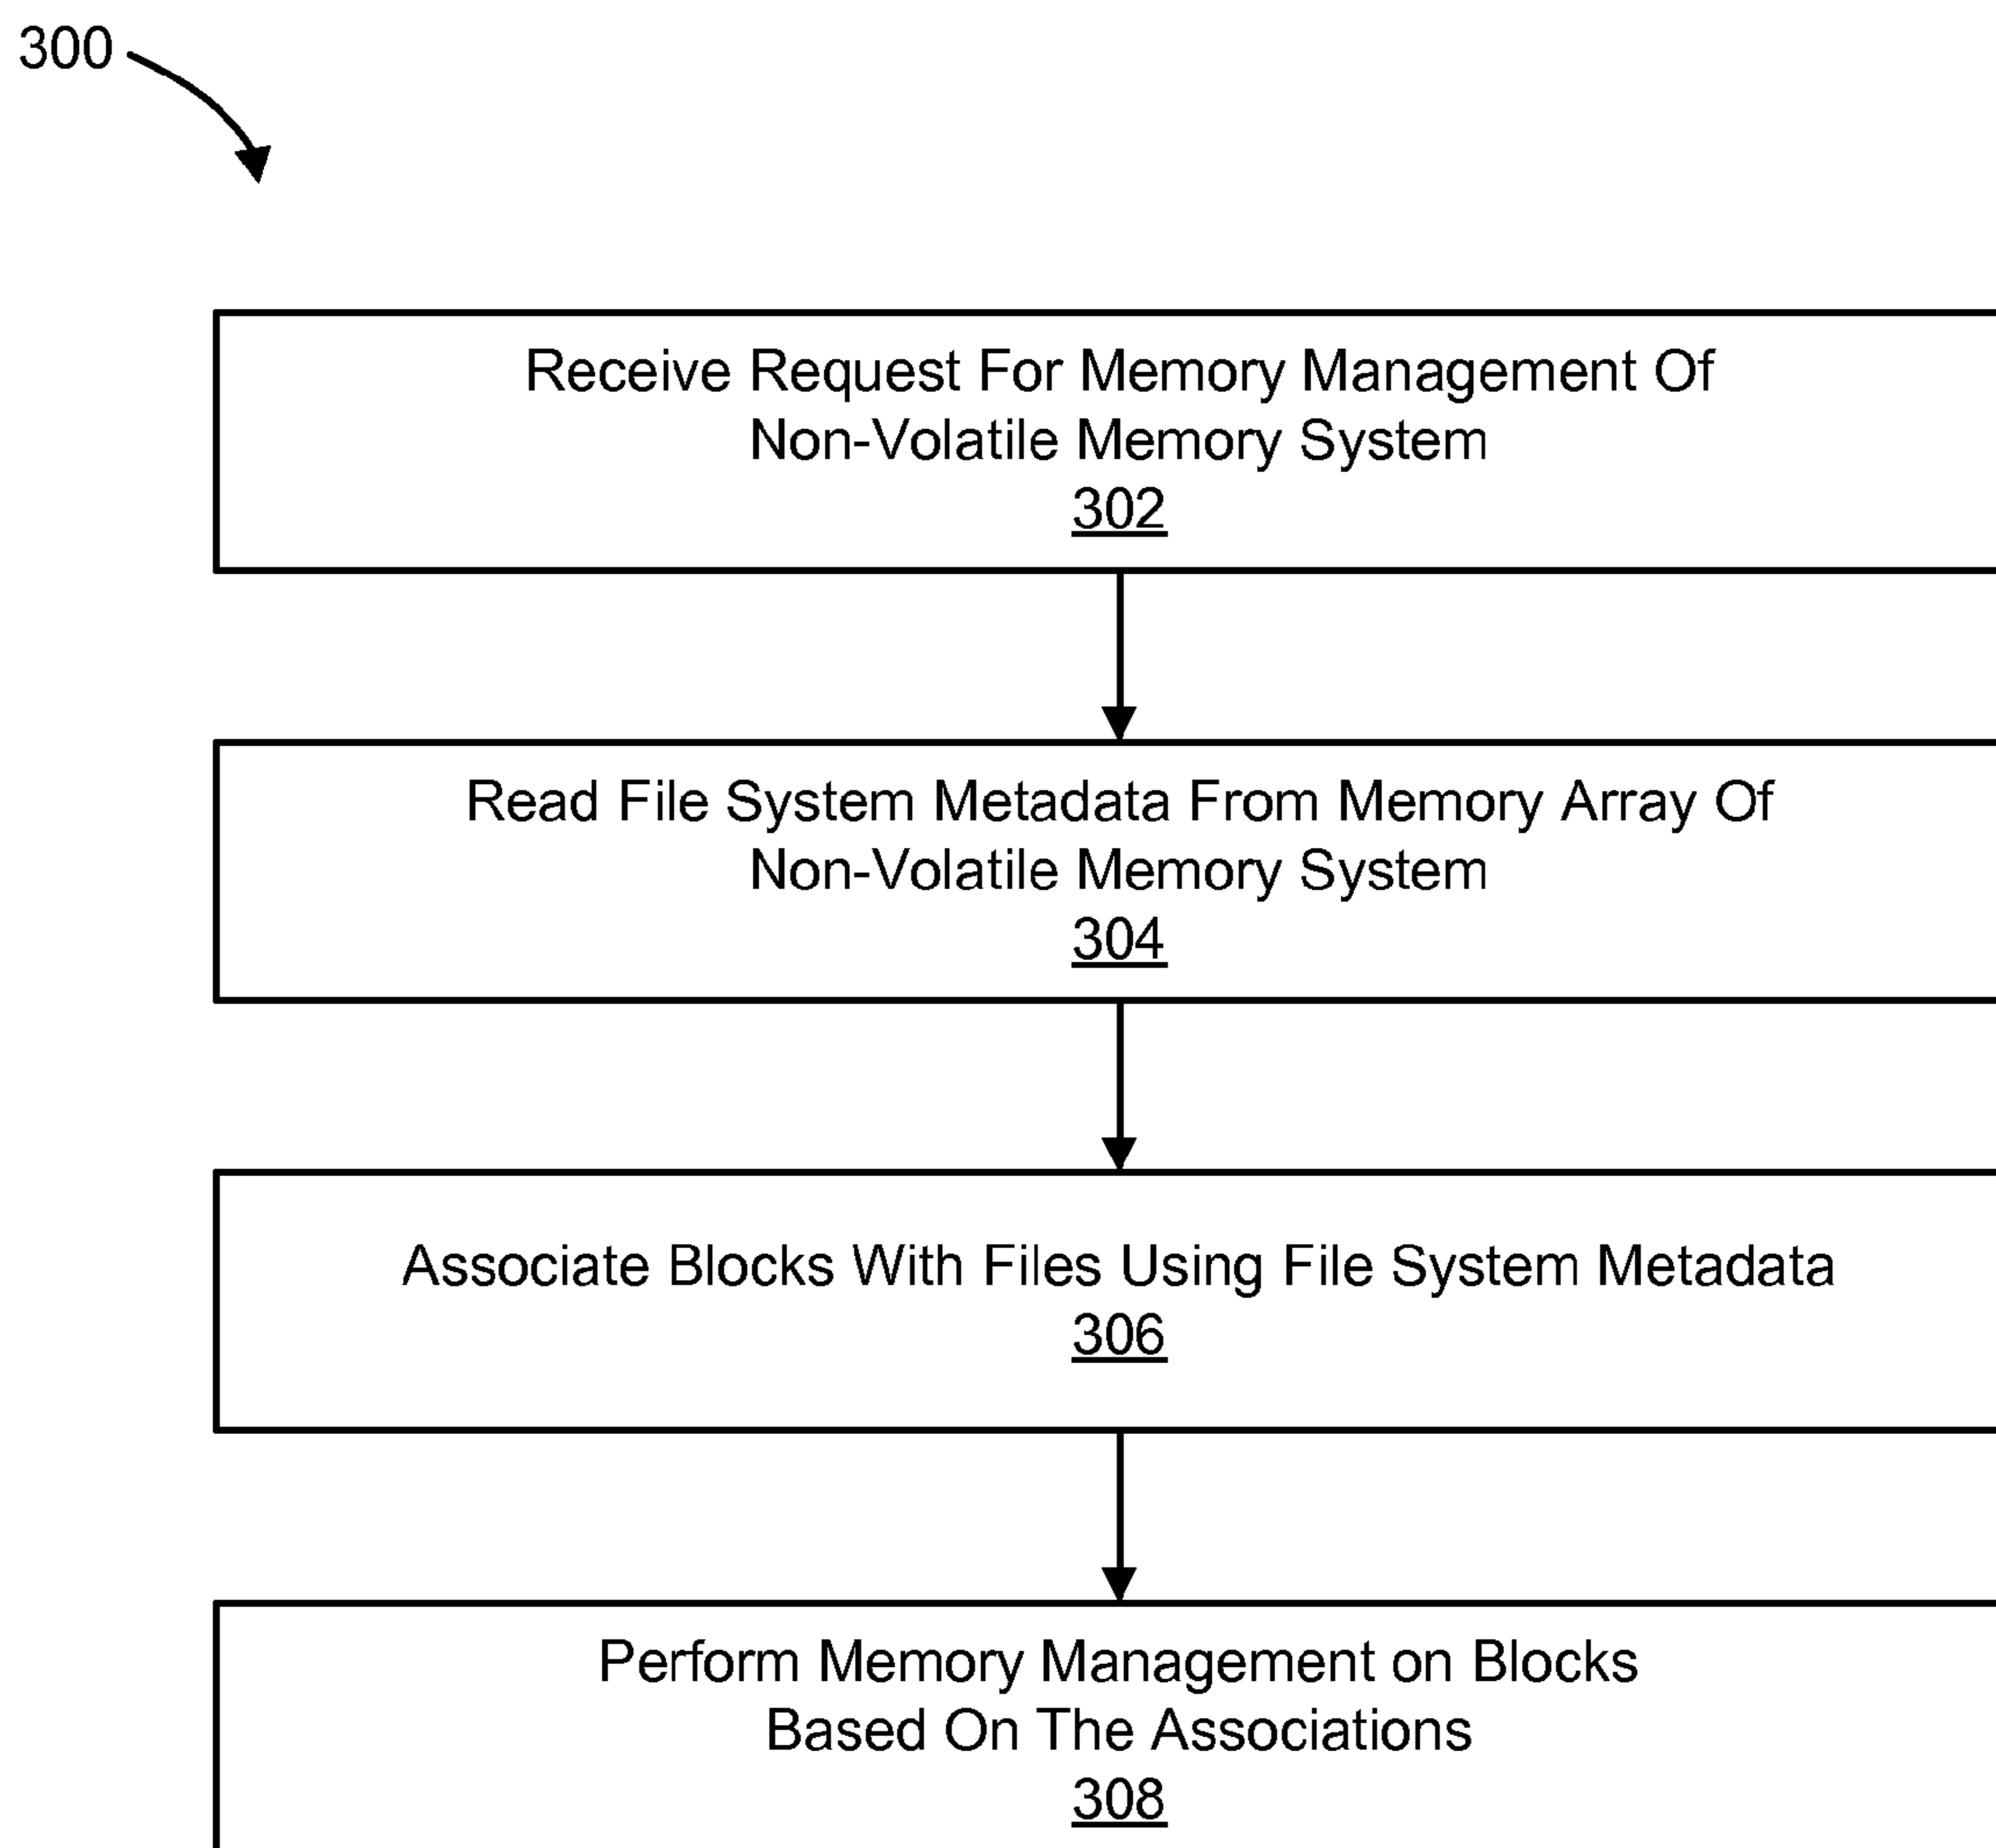 300
Receive Request For Memory Management Of
Non-Volatile Memory System
302
Read File System Metadata From Memory Array Of
Non-Volatile Memory System
304
Associate Blocks With Files Using File System Metadata
306
Perform Memory Management on Blocks
Based On The Associations
308